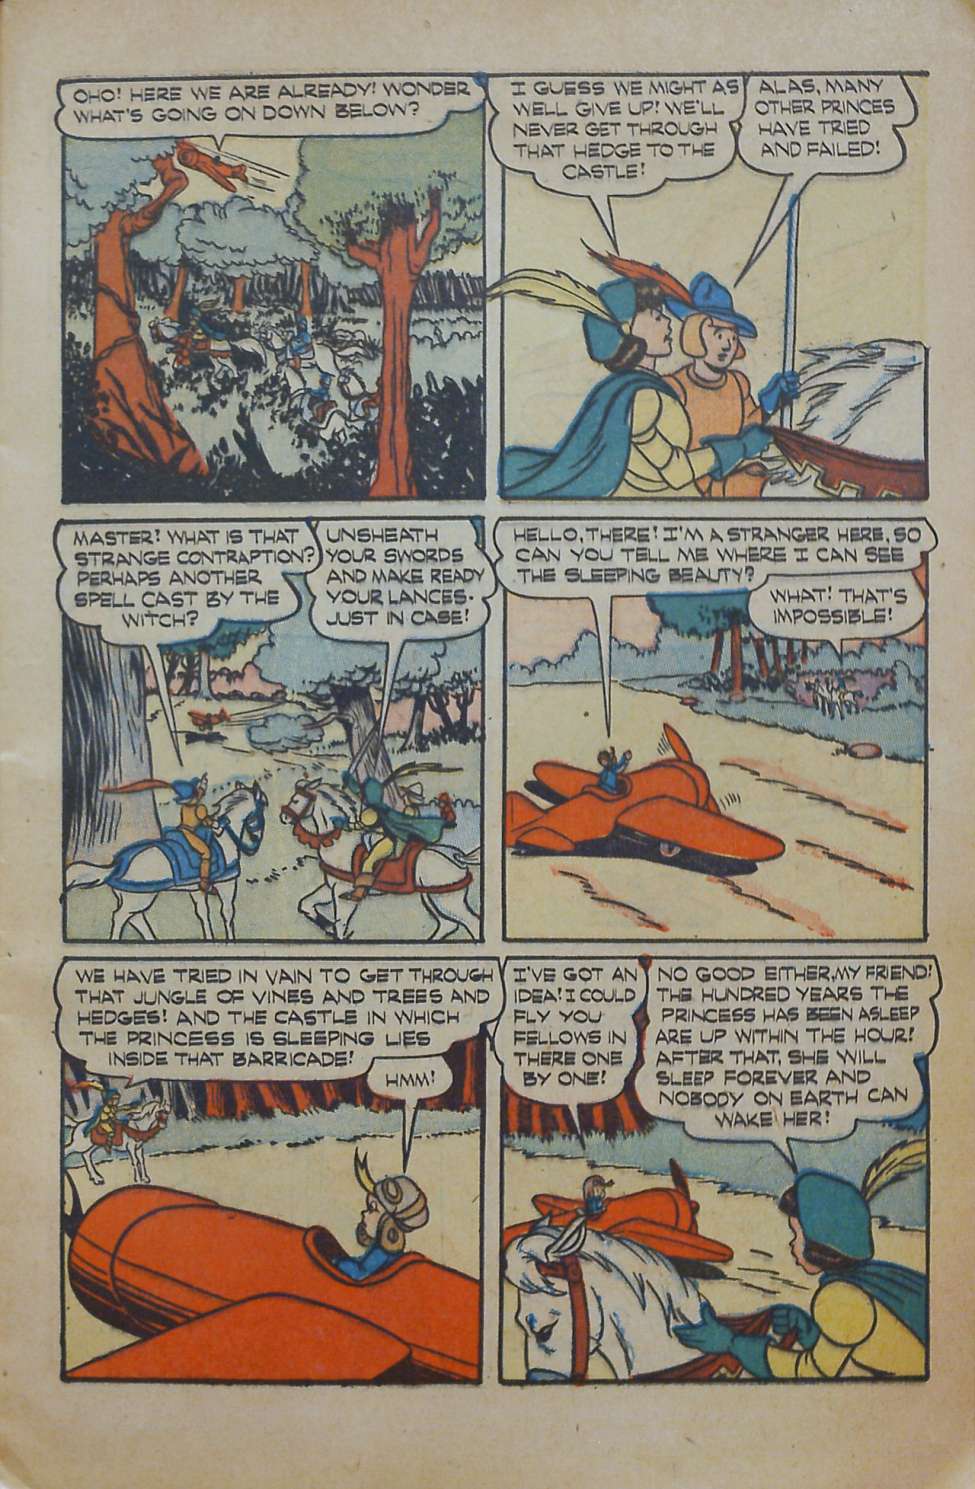 OHO! HERE WE ARE ALREADY! WONDER
WHAT'S GOING ON DOWN BELOW?
I GUESS WE MIGHT AS
WELL GIVE UP! WE'LL
NEVER GET THROUGH
THAT HEDGE TO THE
CASTLE!
ALAS, MANY
OTHER PRINCES
HAVE TRIED
AND FAILED!
MASTER! WHAT IS THAT
STRANGE CONTRAPTION?
PERHAPS ANOTHER
SPELL CAST BY THE
WITCH?
UNSHEATH
YOUR SWORDS
AND MAKE READY
YOUR LANCES-
JUST IN CASE!
HELLO, THERE! I'M A STRANGER HERE, SO
CAN YOU TELL ME WHERE I CAN SEE
THE SLEEPING BEAUTY?
WHAT! THAT'S
IMPOSSIBLE!
WE HAVE TRIED IN VAIN TO GET THROUGH
THAT JUNGLE OF VINES AND TREES AND
HEDGES! AND THE CASTLE IN WHICH
THE PRINCESS IS SLEEPING LIES
INSIDE THAT BARRICADE!
HMM!
I'VE GOT AN
IDEA! I COULD
FLY YOU
FELLOWS IN
THERE ONE
BY ONE!
NO GOOD EITHER, MY FRIEND!
THE HUNDRED YEARS THE
PRINCESS HAS BEEN ASLEEP
ARE UP WITHIN THE HOUR!
AFTER THAT, SHE WILL
SLEEP FOREVER AND
NOBODY ON EARTH CAN
WAKE HER!